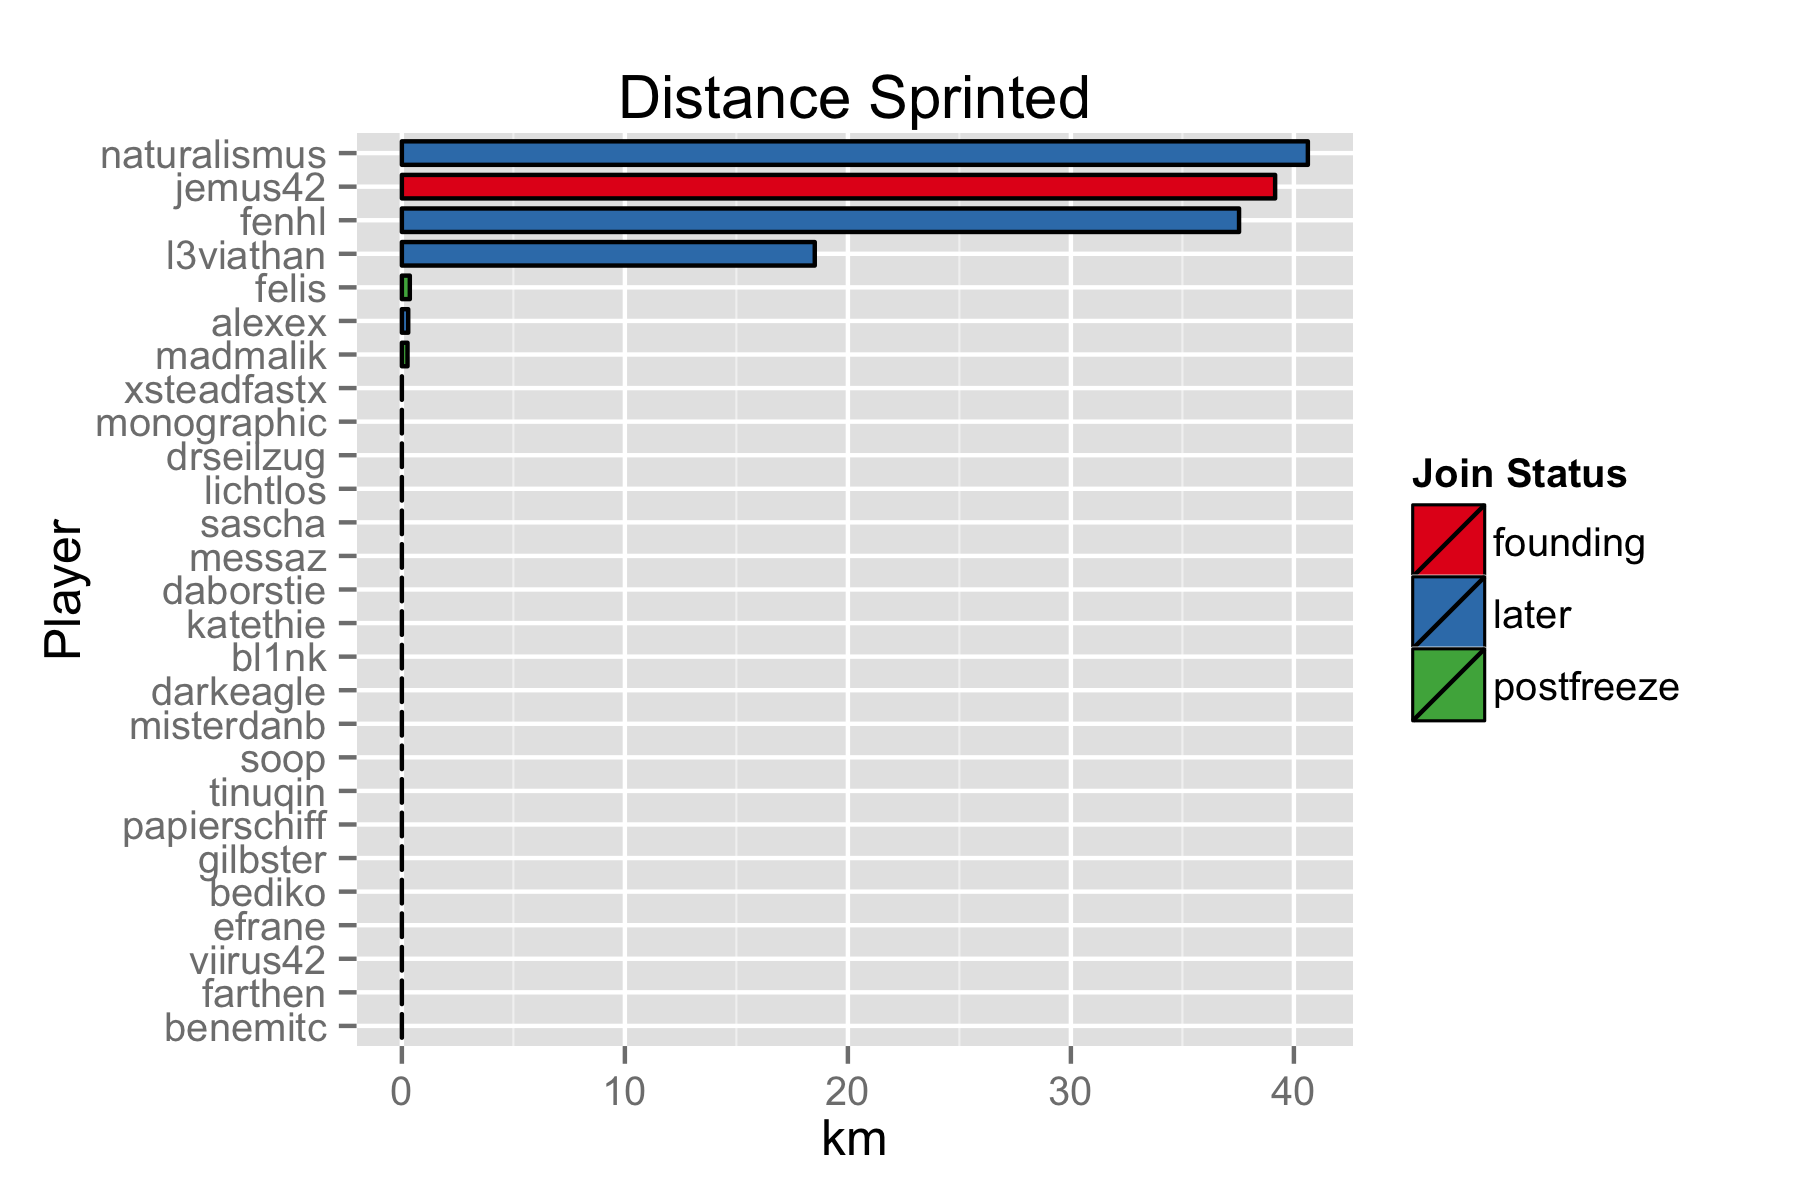 Distance Sprinted
naturalismus
jemus42
fenhl
l3viathan
felis
alexex
madmalik
xsteadfastx
monographic
drseilzug
lichtlos
sascha
messaz
daborstie
katethie
bl1nk
darkeagle
misterdanb
soop
tinuqin
papierschiff
gilbster
bediko
efrane
viirus42
farthen
benemitc
Player
0 10 20 30 40
km
Join Status
founding
later
postfreeze